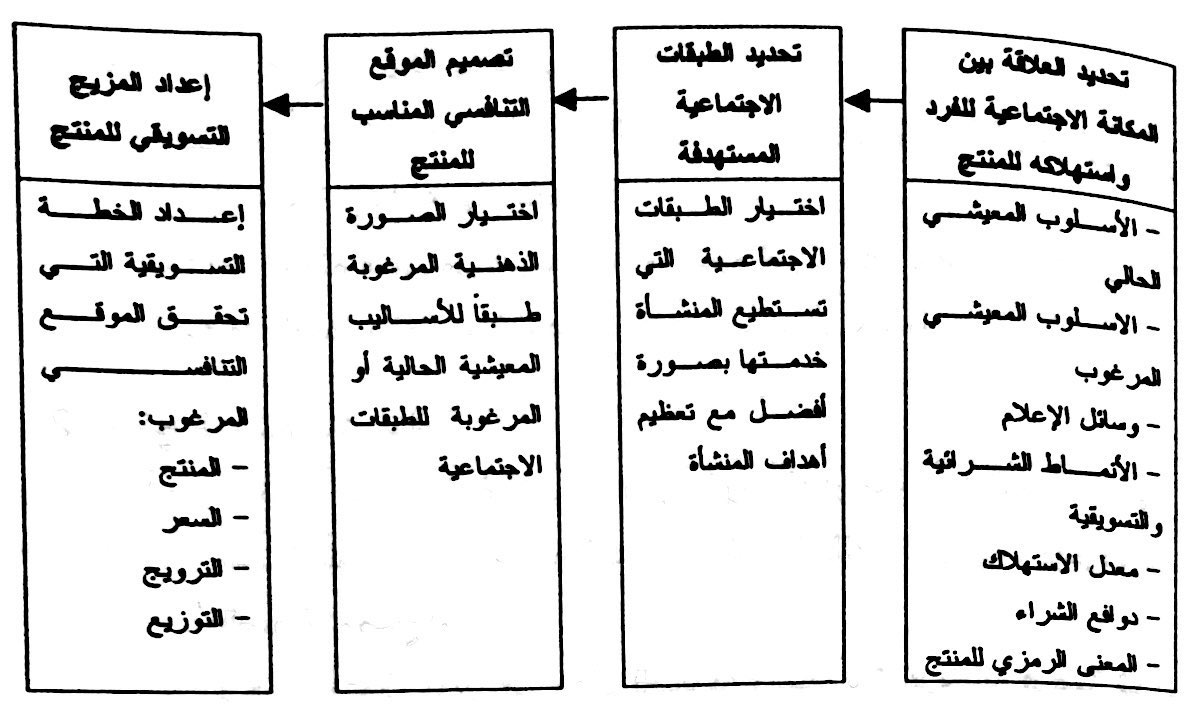 تحديد العلاقة بين
المكانة الاجتماعية للفرد
واستهلاكه للمنتج
- الأسلوب المعيشي
الحالي
- الاسلوب المعيشي
المرغوب
- وسائل الإعلام
- الأنماط الشرائية
والتسويقية
- معدل الاستهلاك
- دوافع الشراء
- المعنى الرمزي للمنتج
تحديد الطبقات
الاجتماعية
المستهدفة
اختيار الطبقات
الاجتماعية التي
تستطيع المنشأة
خدمتها بصورة
أفضل مع تعظيم
أهداف المنشأة
تصميم الموقع
التنافسي المناسب
للمنتج
اختيار الصورة
الذهنية المرغوبة
طبقاً للأساليب
المعيشية الحالية أو
المرغوبة للطبقات
الاجتماعية
إعداد المزيج
التسويقي للمنتج
إعداد الخطة
التسويقية التي
تحقق الموقع
التنافسي
المرغوب:
- المنتج
- السعر
- الترويج
- التوزيع